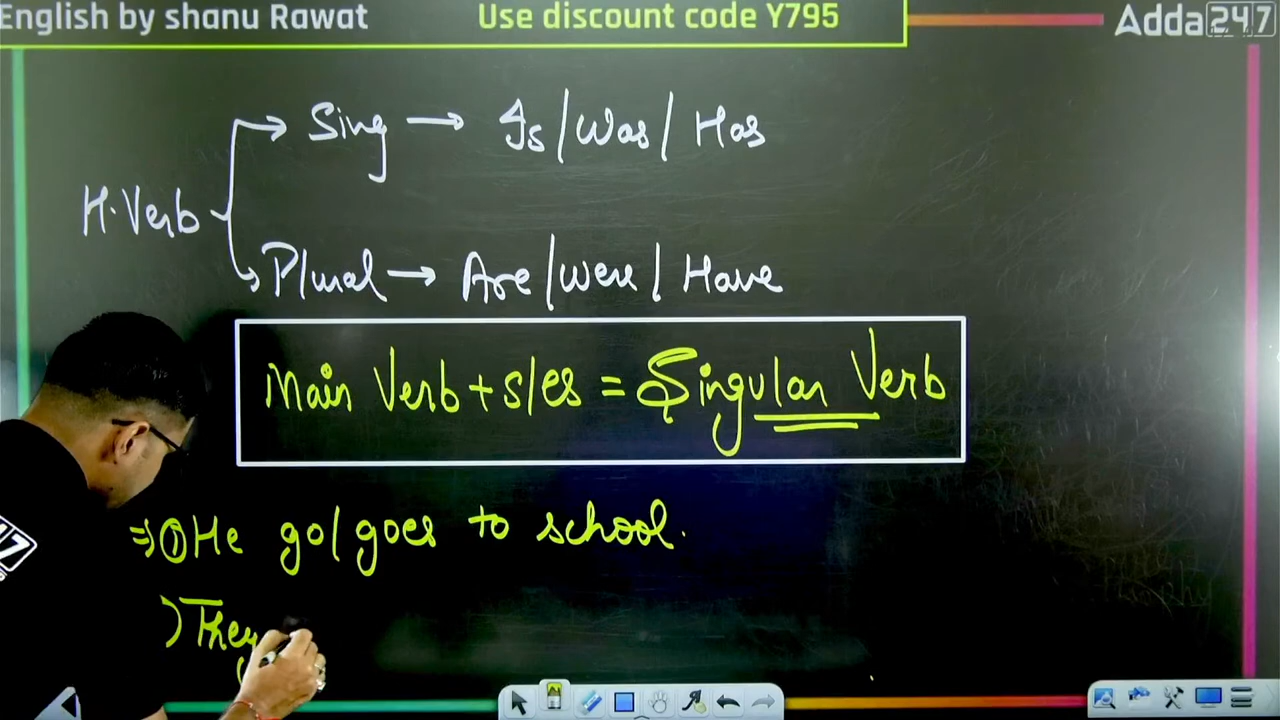 English by shanu Rawat
Use discount code Y795
Adda247
Sing → Is/Was/Has
H.Verb
Plural → Are/Were/Have
Main Verb + s/es = Singular Verb
⇒ ① He go/goes to school.
) They